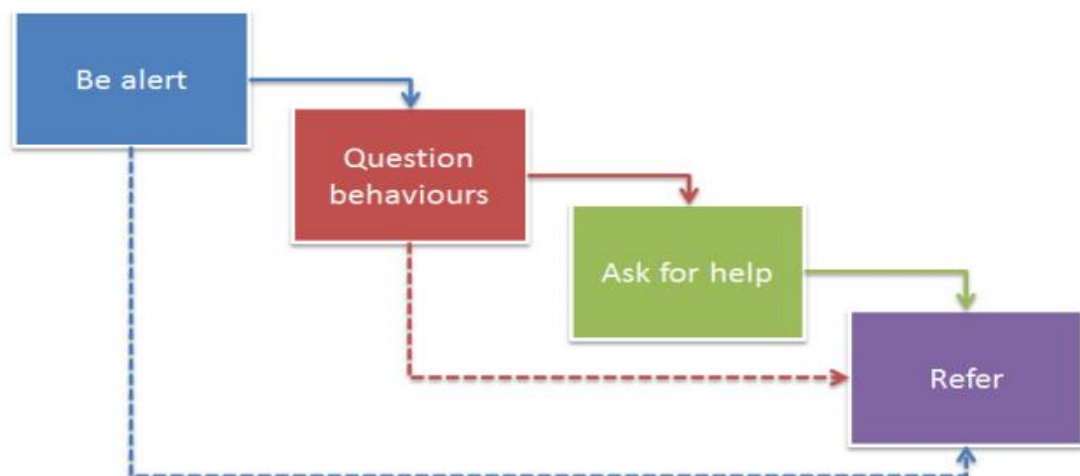 Be alert
Question
behaviours
Ask for help
Refer